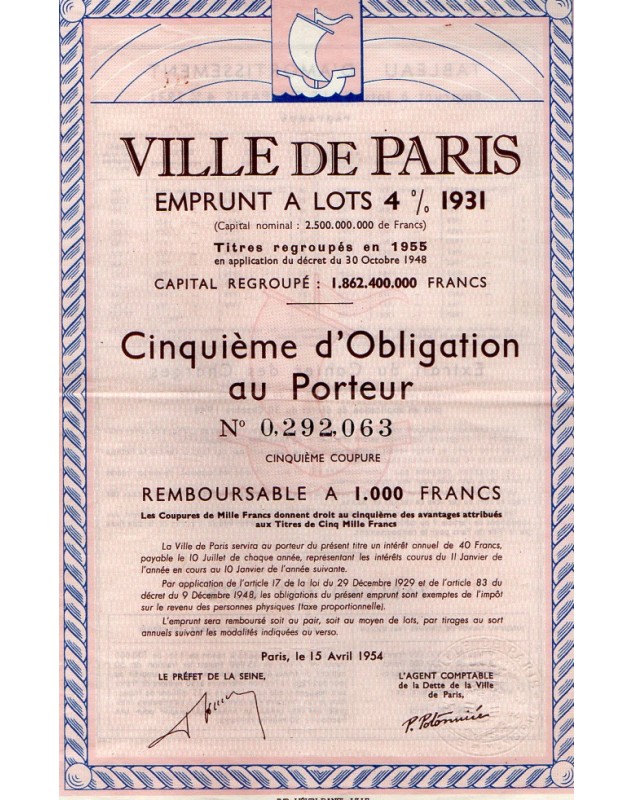 VILLE DE PARIS
EMPRUNT A LOTS 4 % 1931
(Capital nominal : 2.500.000.000 de Francs)
Titres regroupés en 1955
en application du décret du 30 Octobre 1948
CAPITAL REGROUPÉ : 1.862.400.000 FRANCS
Cinquième d'Obligation
au Porteur
N° 0,292,063
CINQUIÈME COUPURE
REMBOURSABLE A 1.000 FRANCS
Les Coupures de Mille Francs donnent droit au cinquième des avantages attribués
aux Titres de Cinq Mille Francs
La Ville de Paris servira au porteur du présent titre un intérêt annuel de 40 Francs,
payable le 10 Juillet de chaque année, représentant les intérêts courus du 11 Janvier de
l'année en cours au 10 Janvier de l'année suivante.
Par application de l'article 17 de la loi du 29 Décembre 1929 et de l'article 83 du
décret du 9 Décembre 1948, les obligations du présent emprunt sont exemptes de l'impôt
sur le revenu des personnes physiques (taxe proportionnelle).
L'emprunt sera remboursé soit au pair, soit au moyen de lots, par tirages au sort
annuels suivant les modalités indiquées au verso.
Paris, le 15 Avril 1954
LE PRÉFET DE LA SEINE,
L'AGENT COMPTABLE
de la Dette de la Ville
de Paris,